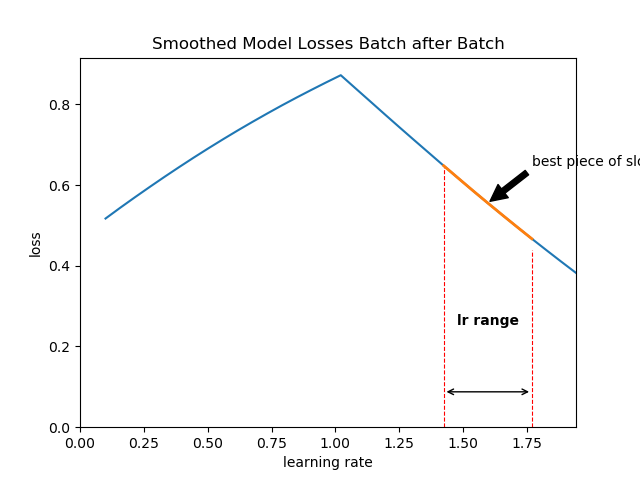 Smoothed Model Losses Batch after Batch
0.8
best piece of
0.6
loss
0.4
lr range
0.2
0.0
0.00 0.25 0.50 0.75 1.00 1.25 1.50 1.75
learning rate